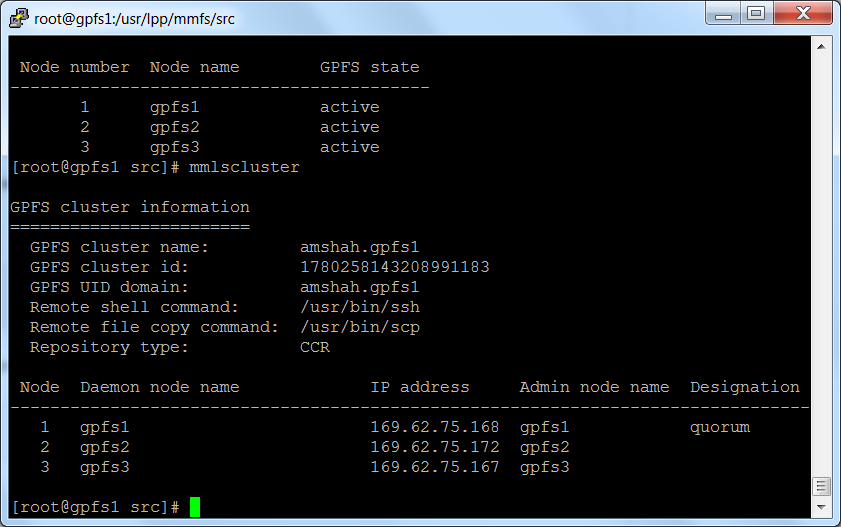 root@gpfs1:/usr/lpp/mmfs/src
Node number  Node name        GPFS state
------------------------------------------
1      gpfs1            active
2      gpfs2            active
3      gpfs3            active
[root@gpfs1 src]# mmlscluster
GPFS cluster information
========================
GPFS cluster name:         amshah.gpfs1
GPFS cluster id:           1780258143208991183
GPFS UID domain:           amshah.gpfs1
Remote shell command:      /usr/bin/ssh
Remote file copy command:  /usr/bin/scp
Repository type:           CCR
Node  Daemon node name             IP address     Admin node name  Designation
--------------------------------------------------------------------------------
1   gpfs1                        169.62.75.168  gpfs1            quorum
2   gpfs2                        169.62.75.172  gpfs2
3   gpfs3                        169.62.75.167  gpfs3
[root@gpfs1 src]#